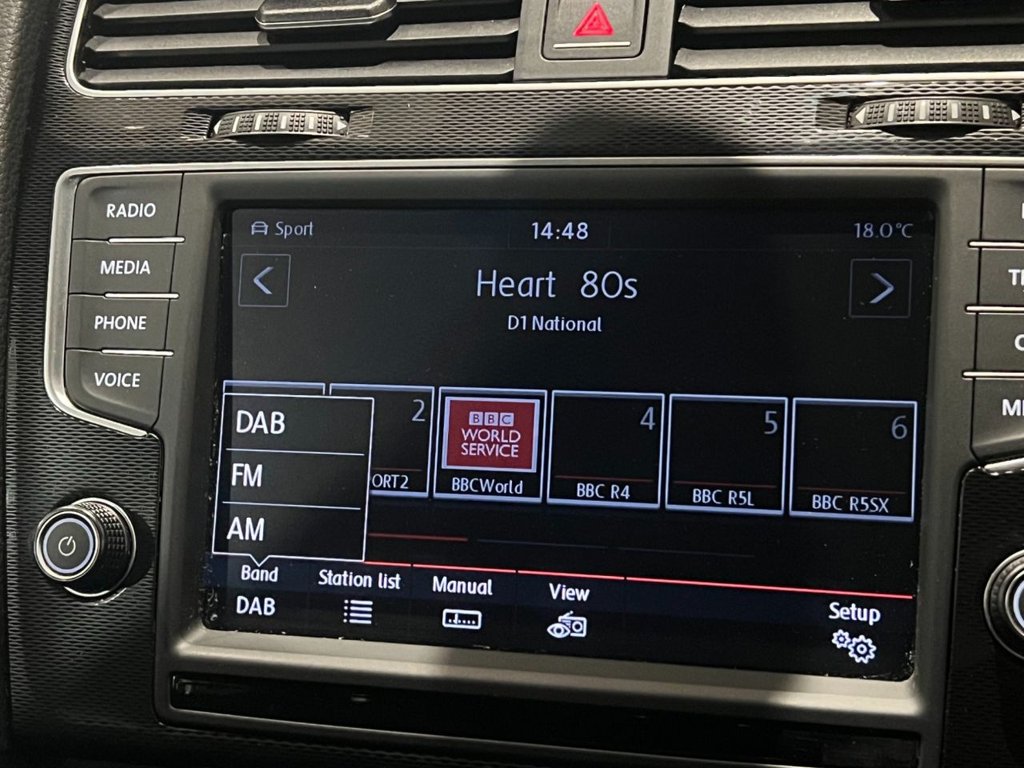 RADIO
MEDIA
PHONE
VOICE
Sport
14:48
18.0°C
Heart 80s
D1 National
2
4
5
6
BBC
WORLD
SERVICE
ORT2
BBCWorld
BBC R4
BBC R5L
BBC R5SX
DAB
FM
AM
Band
DAB
Station list
Manual
View
Setup